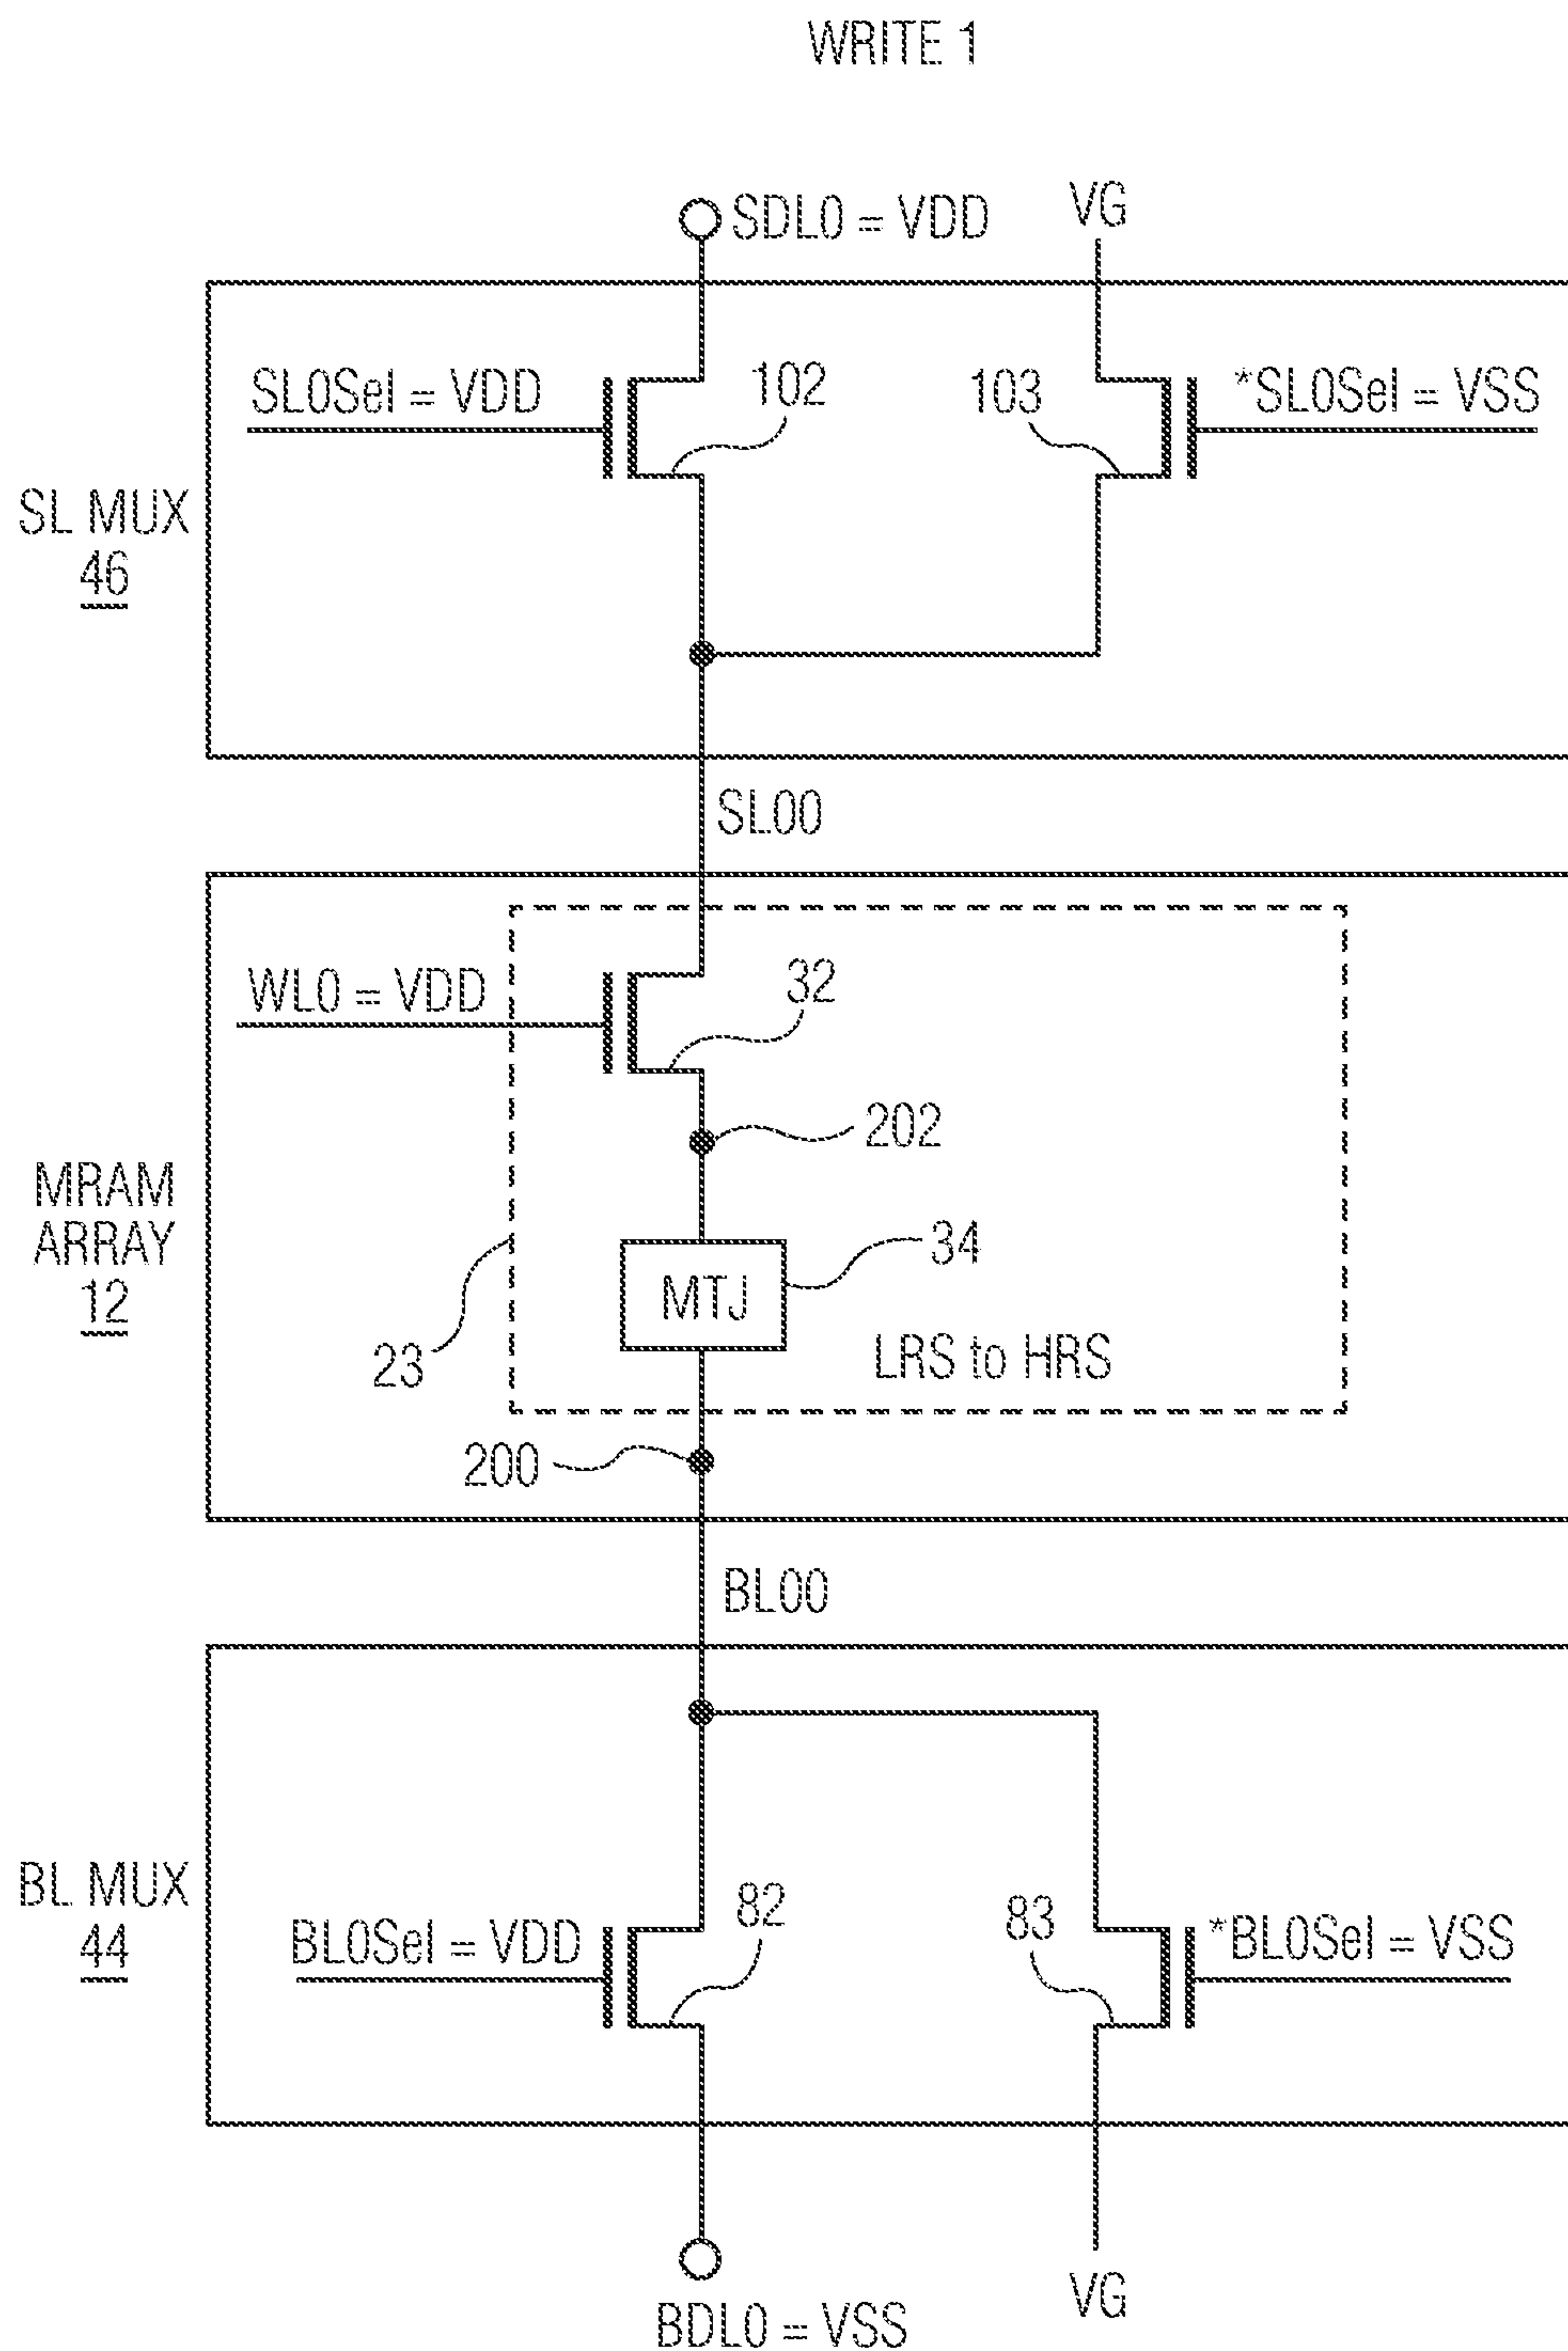 WRITE 1
SDL0 = VDD
VG
SL0Sel = VDD
102
103
*SL0Sel = VSS
SL MUX
46
SL00
WL0 = VDD
32
202
MRAM
ARRAY
12
34
MTJ
23
LRS to HRS
200
BL00
BL MUX
44
BL0Sel = VDD
82
83
*BL0Sel = VSS
BDL0 = VSS
VG